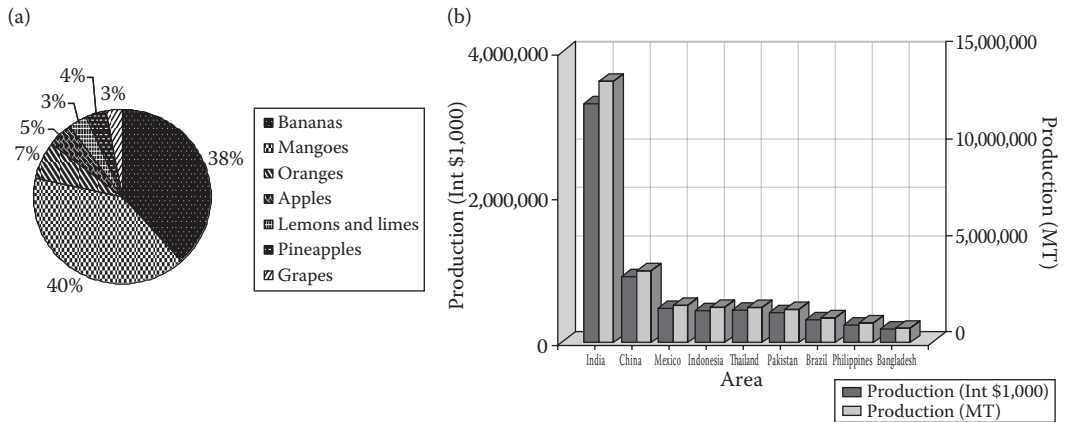 (a)
4%
3%
3%
5%
7%
38%
40%
Bananas
Mangoes
Oranges
Apples
Lemons and limes
Pineapples
Grapes
(b)
Production (Int $1,000)
4,000,000
2,000,000
0
15,000,000
10,000,000
5,000,000
0
Production (MT)
India China Mexico Indonesia Thailand Pakistan Brazil Philippines Bangladesh
Area
Production (Int $1,000)
Production (MT)